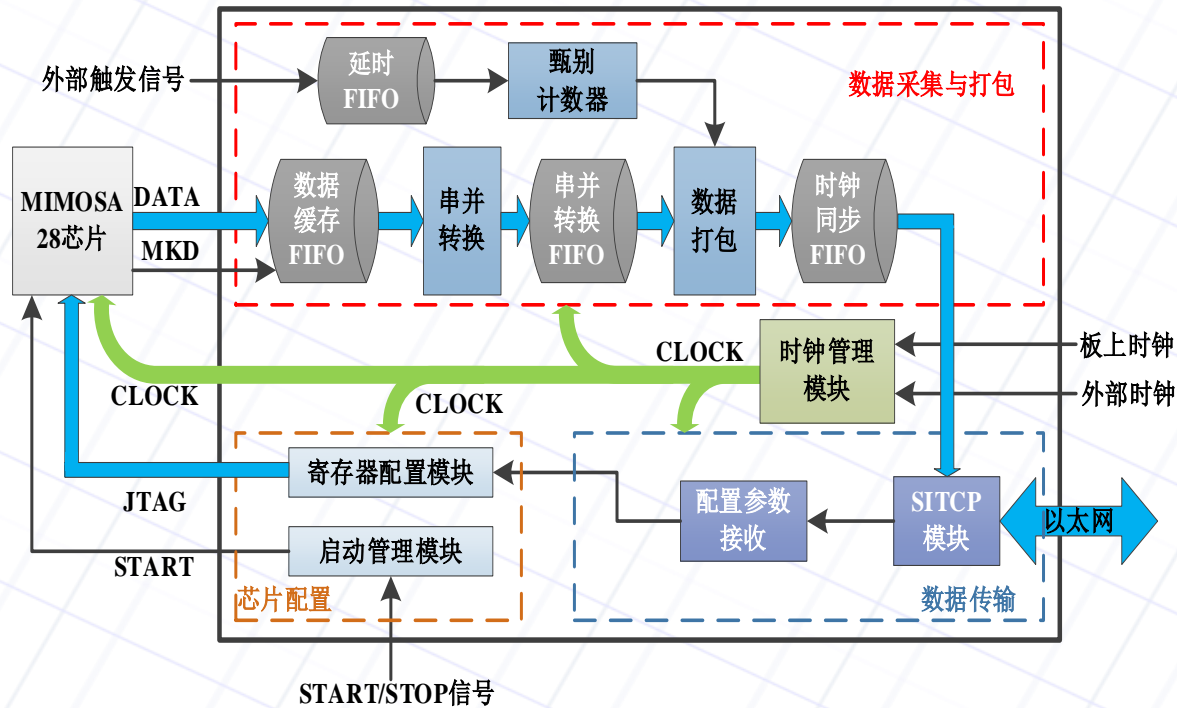 外部触发信号
延时
FIFO
甄别
计数器
数据采集与打包
MIMOSA
28芯片
DATA
MKD
数据
缓存
FIFO
串并
转换
串并
转换
FIFO
数据
打包
时钟
同步
FIFO
CLOCK
CLOCK
CLOCK
时钟管理
模块
板上时钟
外部时钟
寄存器配置模块
JTAG
启动管理模块
START
芯片配置
配置参数
接收
SITCP
模块
以太网
数据传输
START/STOP信号